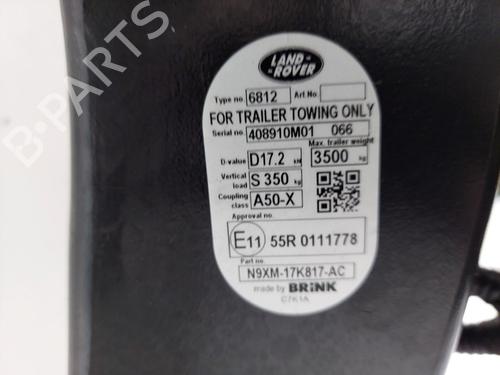 B-PARTS
LAND
ROVER
Type no. 6812 Art.No.
FOR TRAILER TOWING ONLY
Serial no. 408910M01 066
Max. trailer weight
D-value D17.2 kN 3500 kg
Vertical load S 350 kg
Coupling class A50-X
Approval no.
E11 55R 0111778
Part no.
N9XM-17K817-AC
made by BRINK
C7K1A